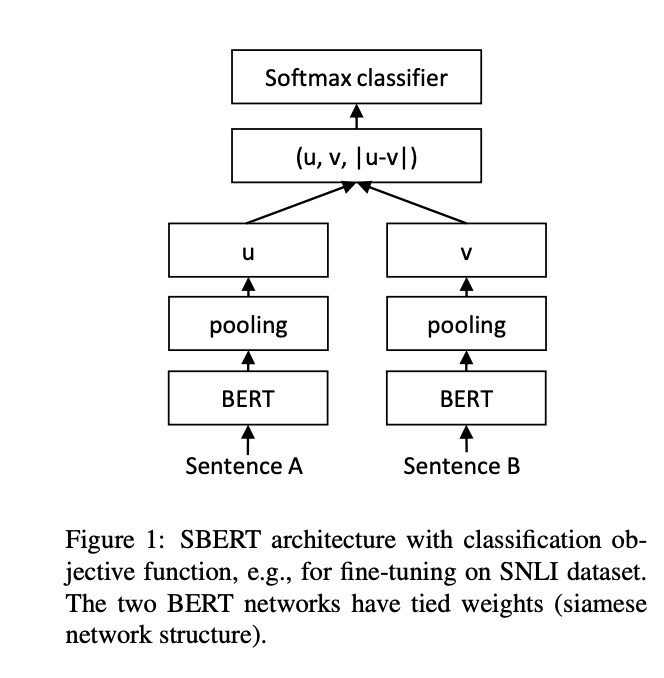 Softmax classifier
(u, v, |u-v|)
u
v
pooling
pooling
BERT
BERT
Sentence A
Sentence B
Figure 1: SBERT architecture with classification ob-
jective function, e.g., for fine-tuning on SNLI dataset.
The two BERT networks have tied weights (siamese
network structure).